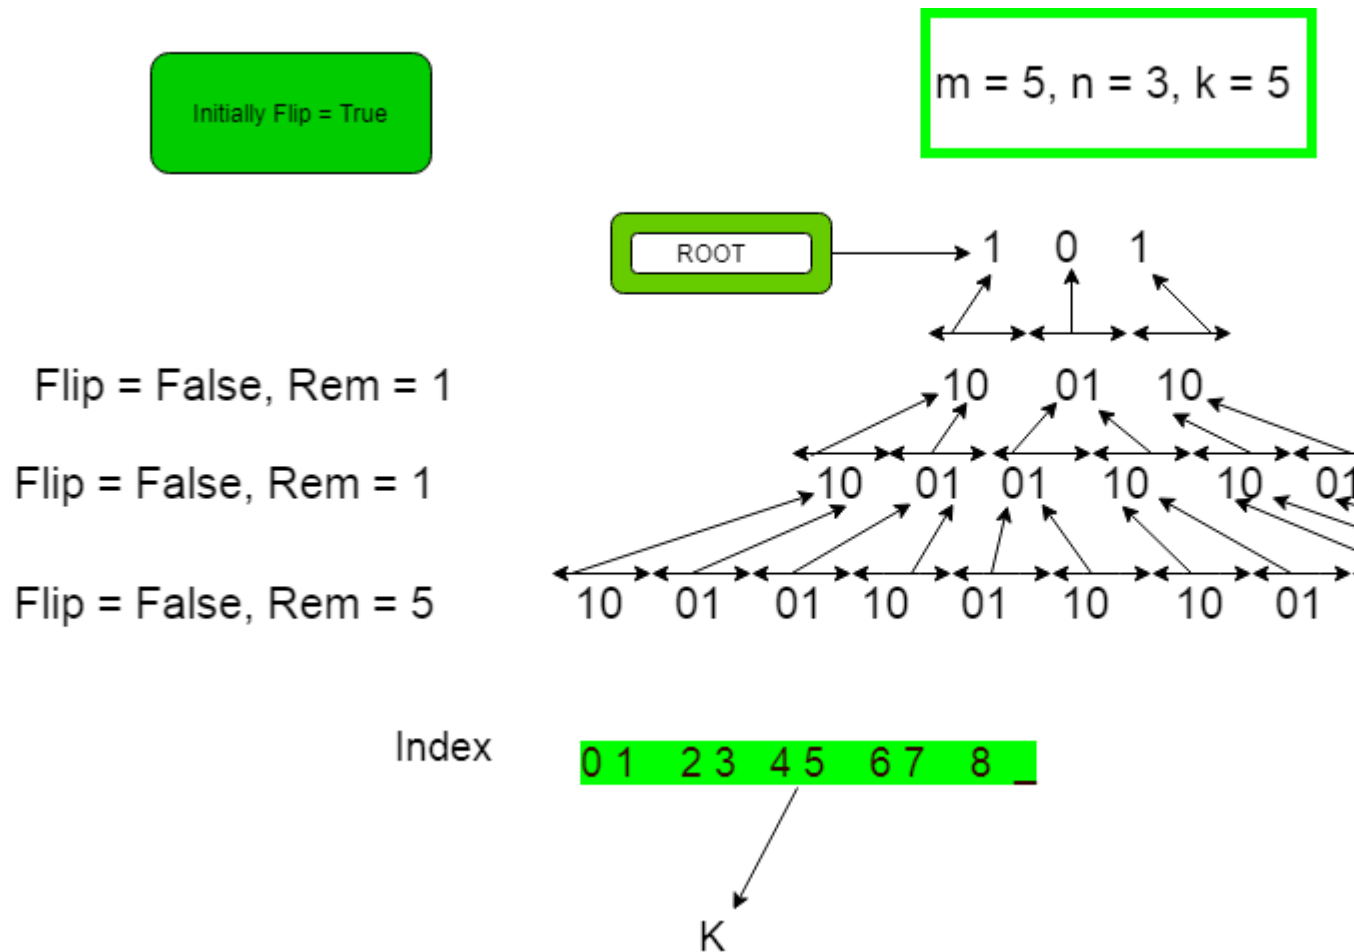 Initially Flip = True
m = 5, n = 3, k = 5
ROOT
1 0 1
Flip = False, Rem = 1
10 01 10
Flip = False, Rem = 1
10 01 01 10 10 01
Flip = False, Rem = 5
10 01 01 10 01 10 10 01
Index
0 1 2 3 4 5 6 7 8 _
K